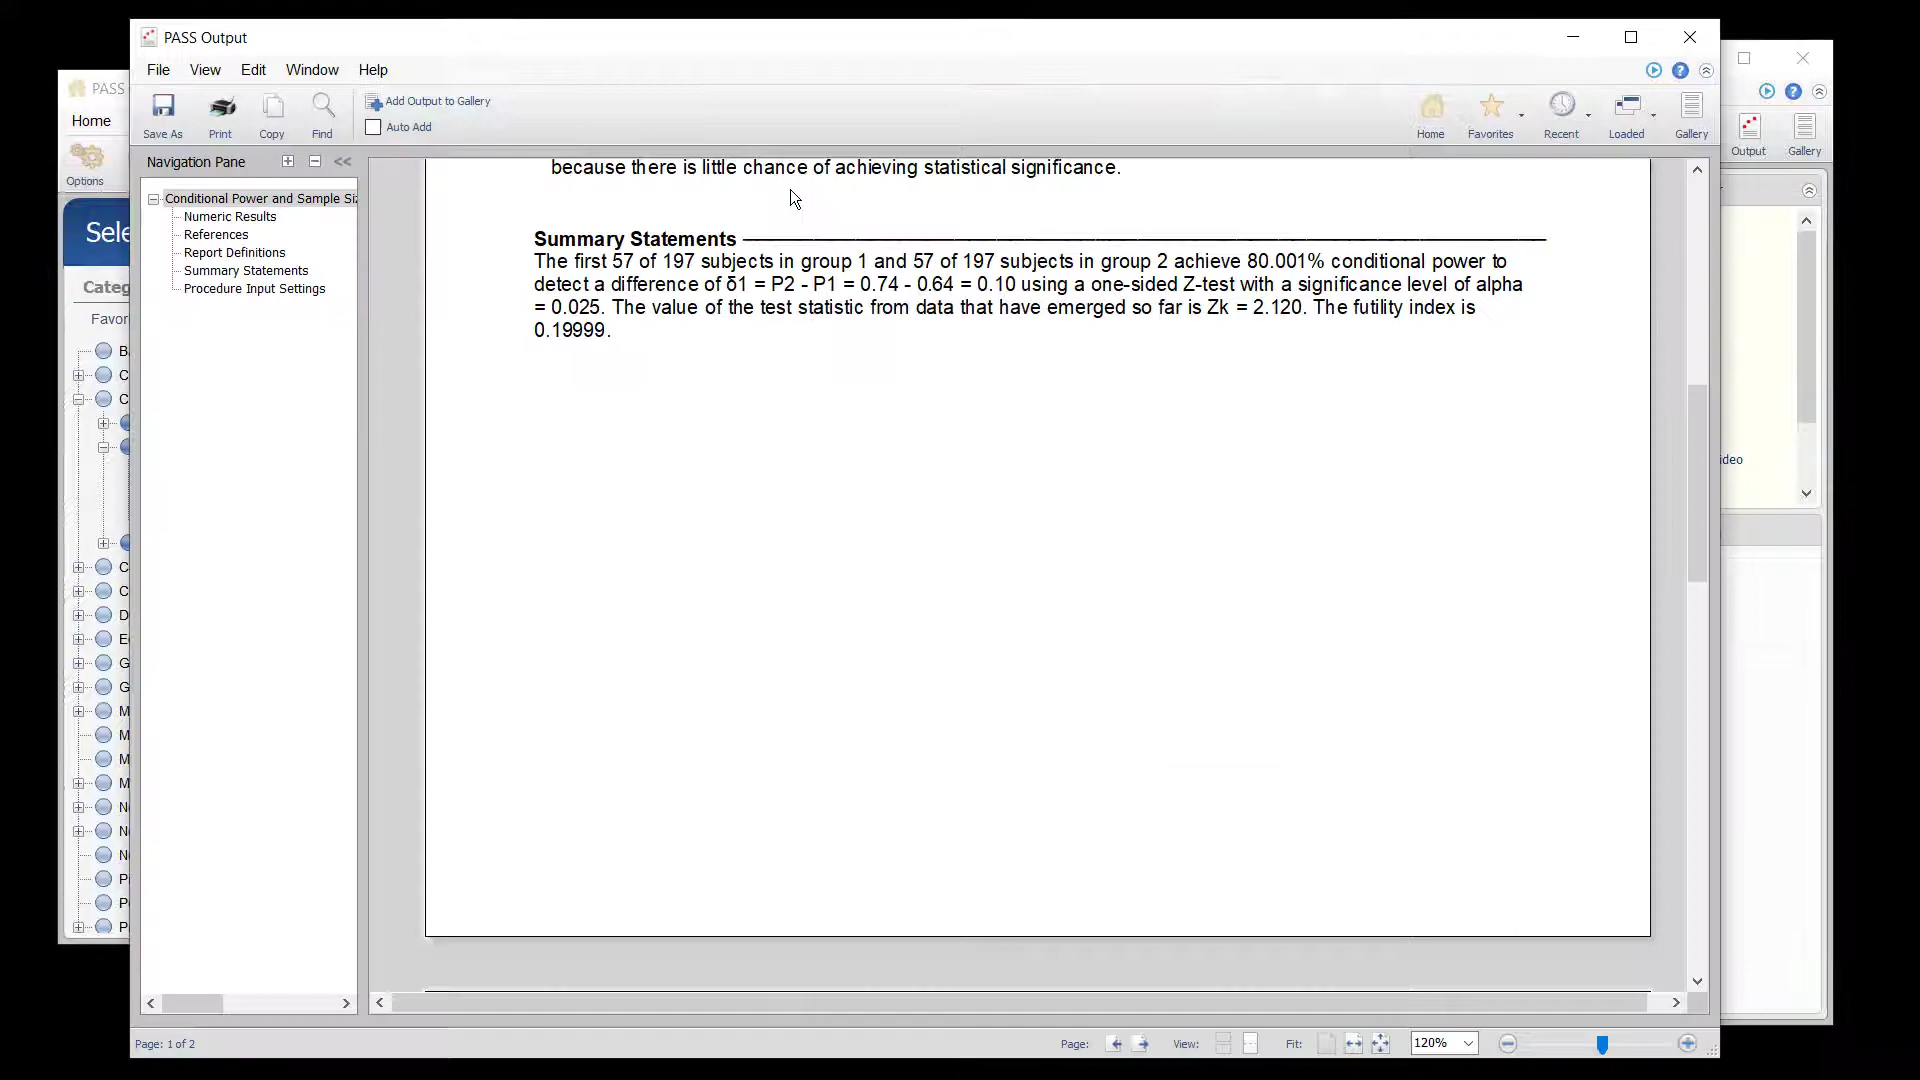 PASS Output
File View Edit Window Help
Save As Print Copy Find
Add Output to Gallery
Auto Add
Home Favorites Recent Loaded Gallery
Navigation Pane <<
Conditional Power and Sample Siz
Numeric Results
References
Report Definitions
Summary Statements
Procedure Input Settings
because there is little chance of achieving statistical significance.
Summary Statements
The first 57 of 197 subjects in group 1 and 57 of 197 subjects in group 2 achieve 80.001% conditional power to
detect a difference of δ1 = P2 - P1 = 0.74 - 0.64 = 0.10 using a one-sided Z-test with a significance level of alpha
= 0.025. The value of the test statistic from data that have emerged so far is Zk = 2.120. The futility index is
0.19999.
Page: 1 of 2
Page: View: Fit: 120%
PASS
Home
Options
Sele
Categ
Favor
B
C
C
C
C
D
E
G
G
M
M
M
M
N
N
N
Pi
P
P
Output Gallery
ideo